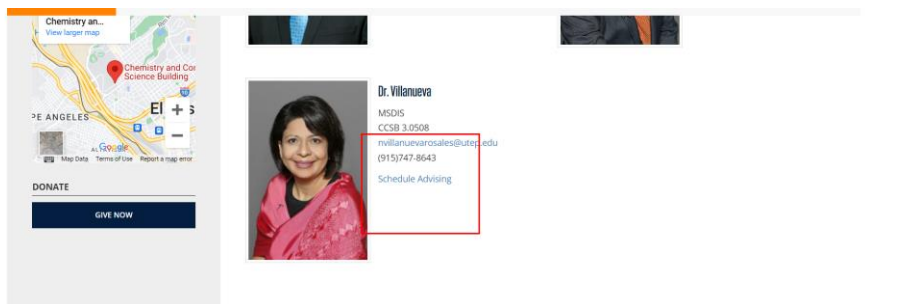 Chemistry an...
View larger map
Chemistry and Co
Science Building
10
El
s
PE ANGELES
+
−
Google
Map Data
Terms of Use
Report a map error
DONATE
GIVE NOW
Dr. Villanueva
MSDIS
CCSB 3.0508
nvillanuevarosales@utep.edu
(915)747-8643
Schedule Advising